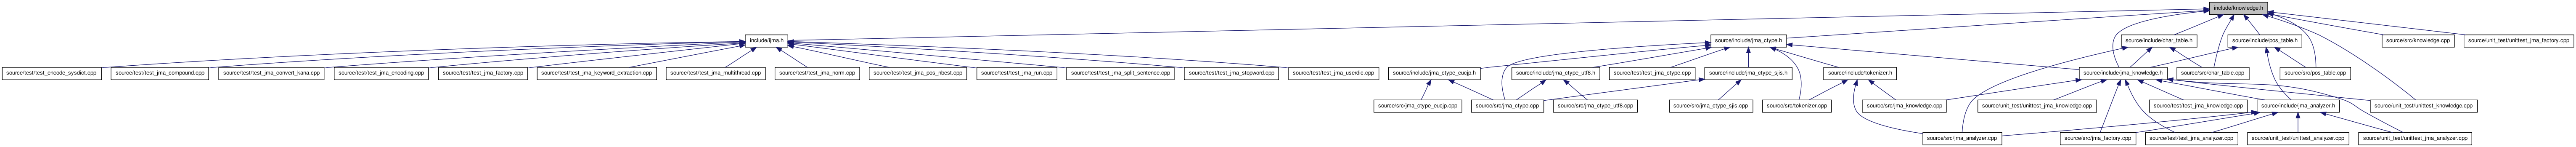 include/knowledge.h
include/ijma.h
source/include/jma_ctype.h
source/include/char_table.h
source/include/pos_table.h
source/src/knowledge.cpp
source/unit_test/unittest_jma_factory.cpp
source/test/test_encode_sysdict.cpp
source/test/test_jma_compound.cpp
source/test/test_jma_convert_kana.cpp
source/test/test_jma_encoding.cpp
source/test/test_jma_factory.cpp
source/test/test_jma_keyword_extraction.cpp
source/test/test_jma_multithread.cpp
source/test/test_jma_norm.cpp
source/test/test_jma_pos_nbest.cpp
source/test/test_jma_run.cpp
source/test/test_jma_split_sentence.cpp
source/test/test_jma_stopword.cpp
source/test/test_jma_userdic.cpp
source/include/jma_ctype_eucjp.h
source/include/jma_ctype_utf8.h
source/test/test_jma_ctype.cpp
source/include/jma_ctype_sjis.h
source/include/tokenizer.h
source/include/jma_knowledge.h
source/src/char_table.cpp
source/src/pos_table.cpp
source/src/jma_ctype_eucjp.cpp
source/src/jma_ctype.cpp
source/src/jma_ctype_utf8.cpp
source/src/jma_ctype_sjis.cpp
source/src/tokenizer.cpp
source/src/jma_knowledge.cpp
source/unit_test/unittest_jma_knowledge.cpp
source/test/test_jma_knowledge.cpp
source/include/jma_analyzer.h
source/unit_test/unittest_knowledge.cpp
source/src/jma_analyzer.cpp
source/src/jma_factory.cpp
source/test/test_jma_analyzer.cpp
source/unit_test/unittest_analyzer.cpp
source/unit_test/unittest_jma_analyzer.cpp